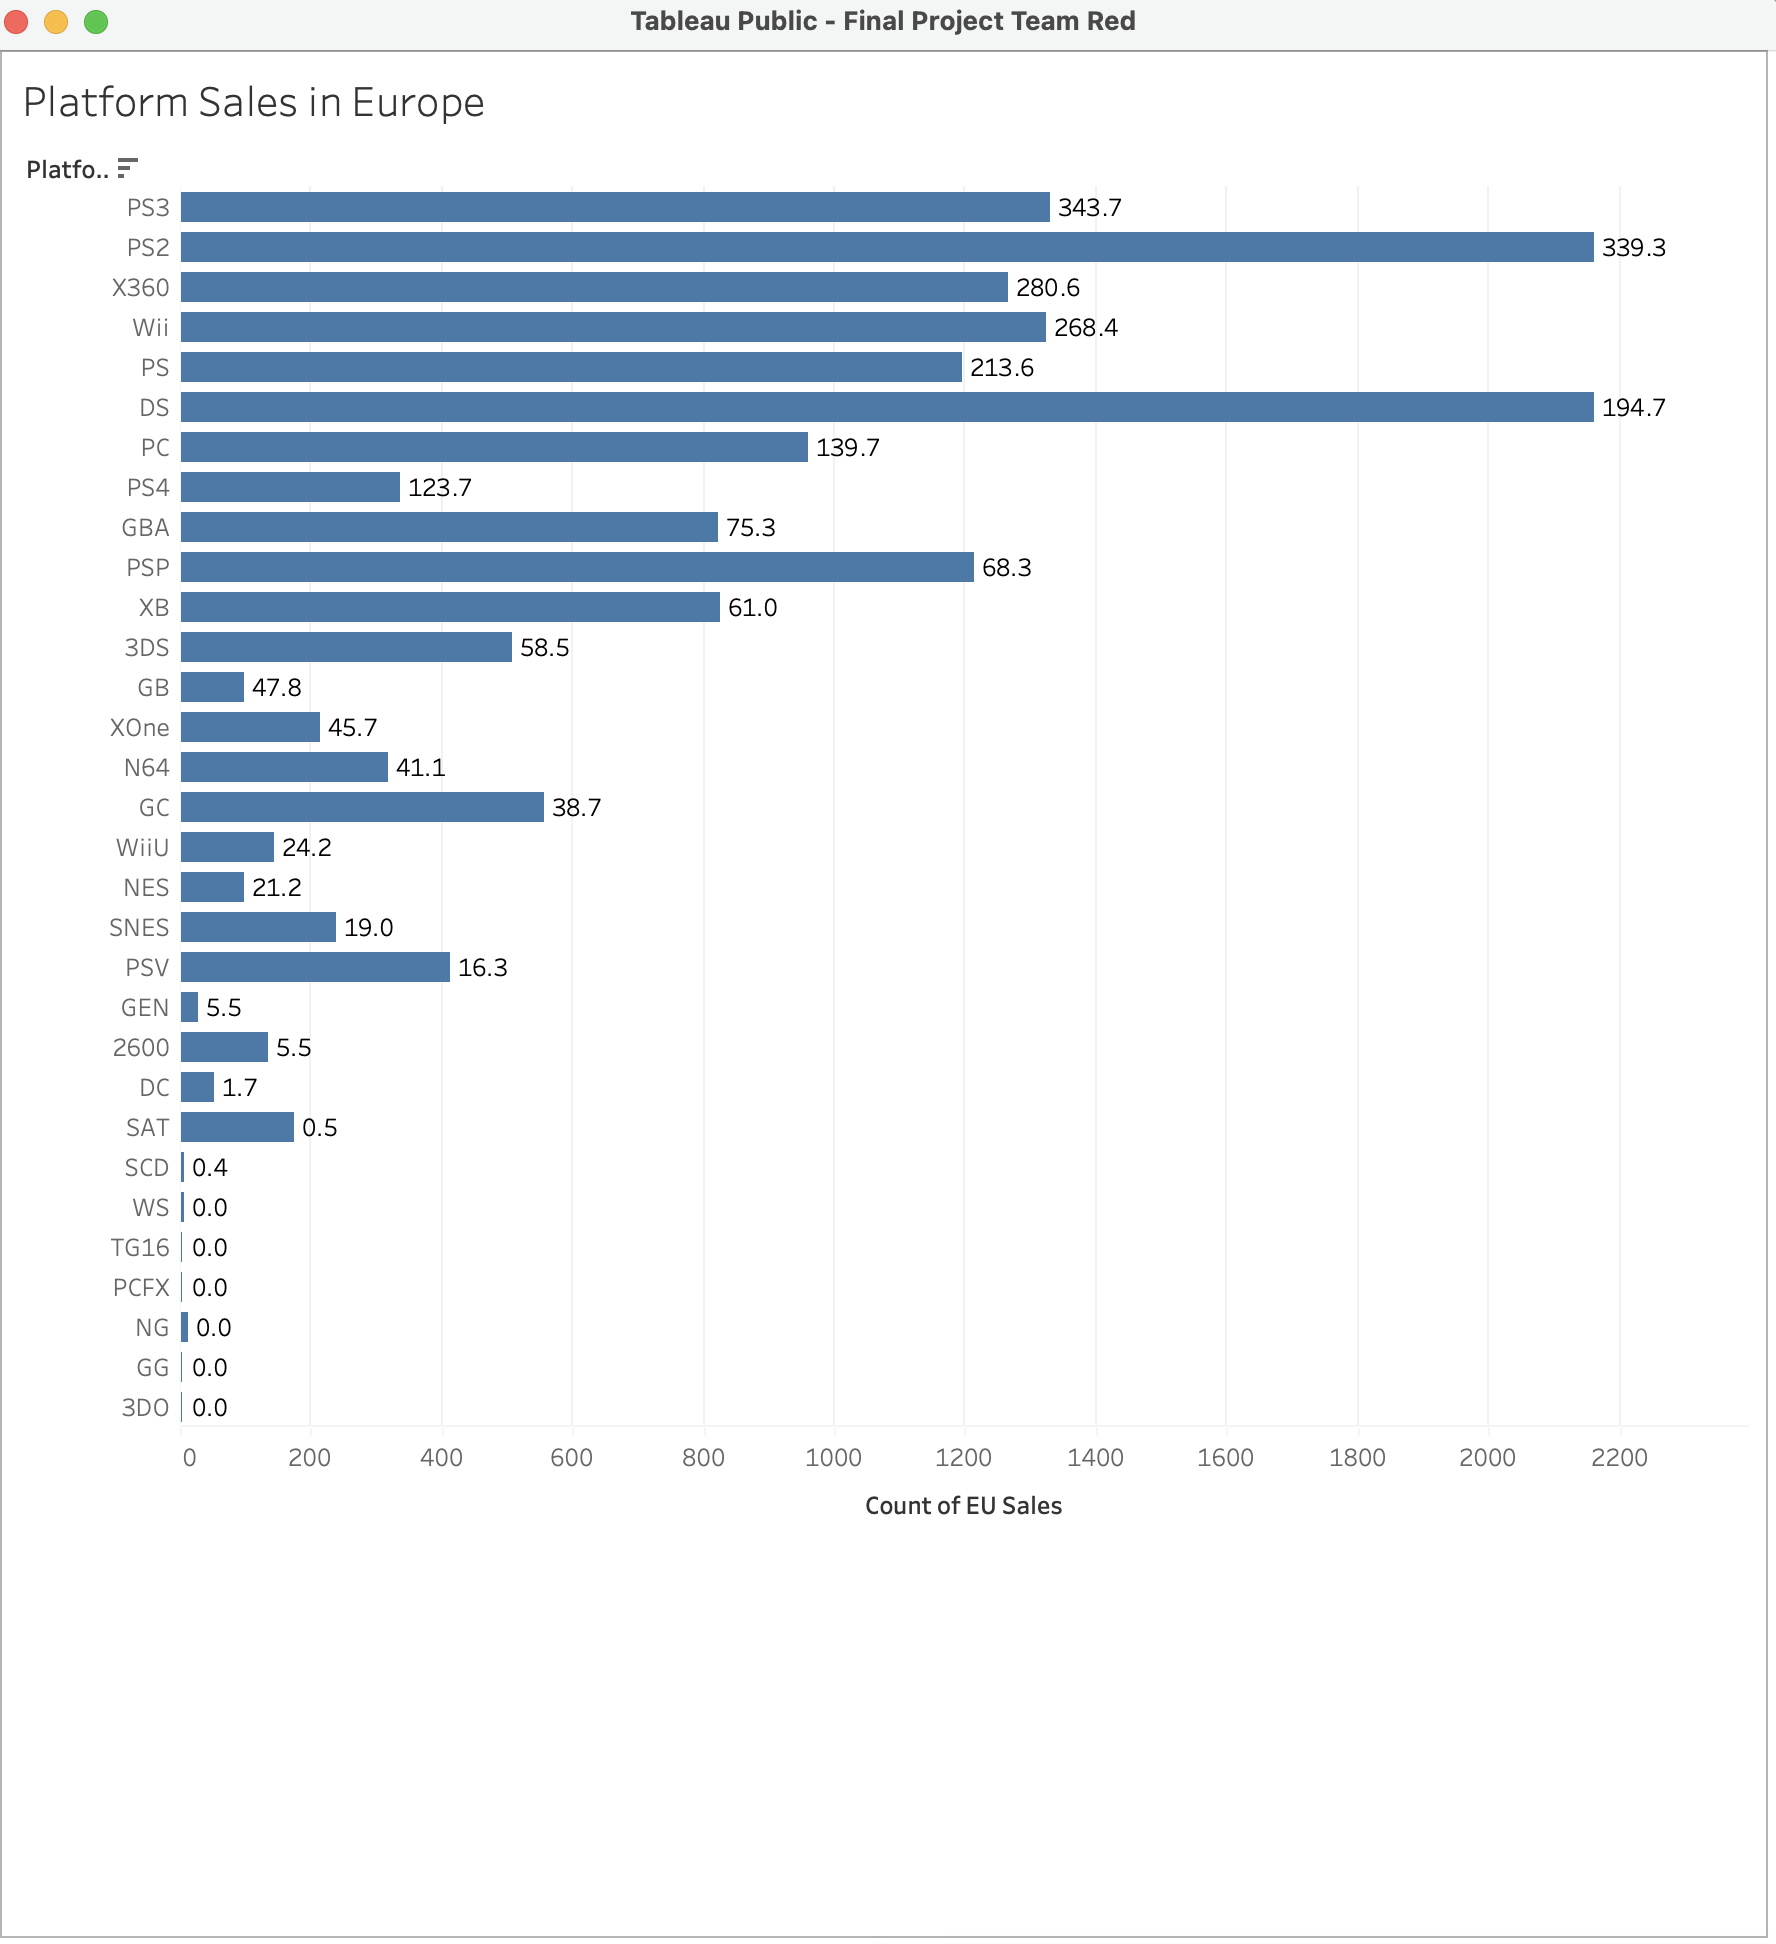 Tableau Public - Final Project Team Red
Platform Sales in Europe
Platfo..
PS3 343.7
PS2 339.3
X360 280.6
Wii 268.4
PS 213.6
DS 194.7
PC 139.7
PS4 123.7
GBA 75.3
PSP 68.3
XB 61.0
3DS 58.5
GB 47.8
XOne 45.7
N64 41.1
GC 38.7
WiiU 24.2
NES 21.2
SNES 19.0
PSV 16.3
GEN 5.5
2600 5.5
DC 1.7
SAT 0.5
SCD 0.4
WS 0.0
TG16 0.0
PCFX 0.0
NG 0.0
GG 0.0
3DO 0.0
0 200 400 600 800 1000 1200 1400 1600 1800 2000 2200
Count of EU Sales